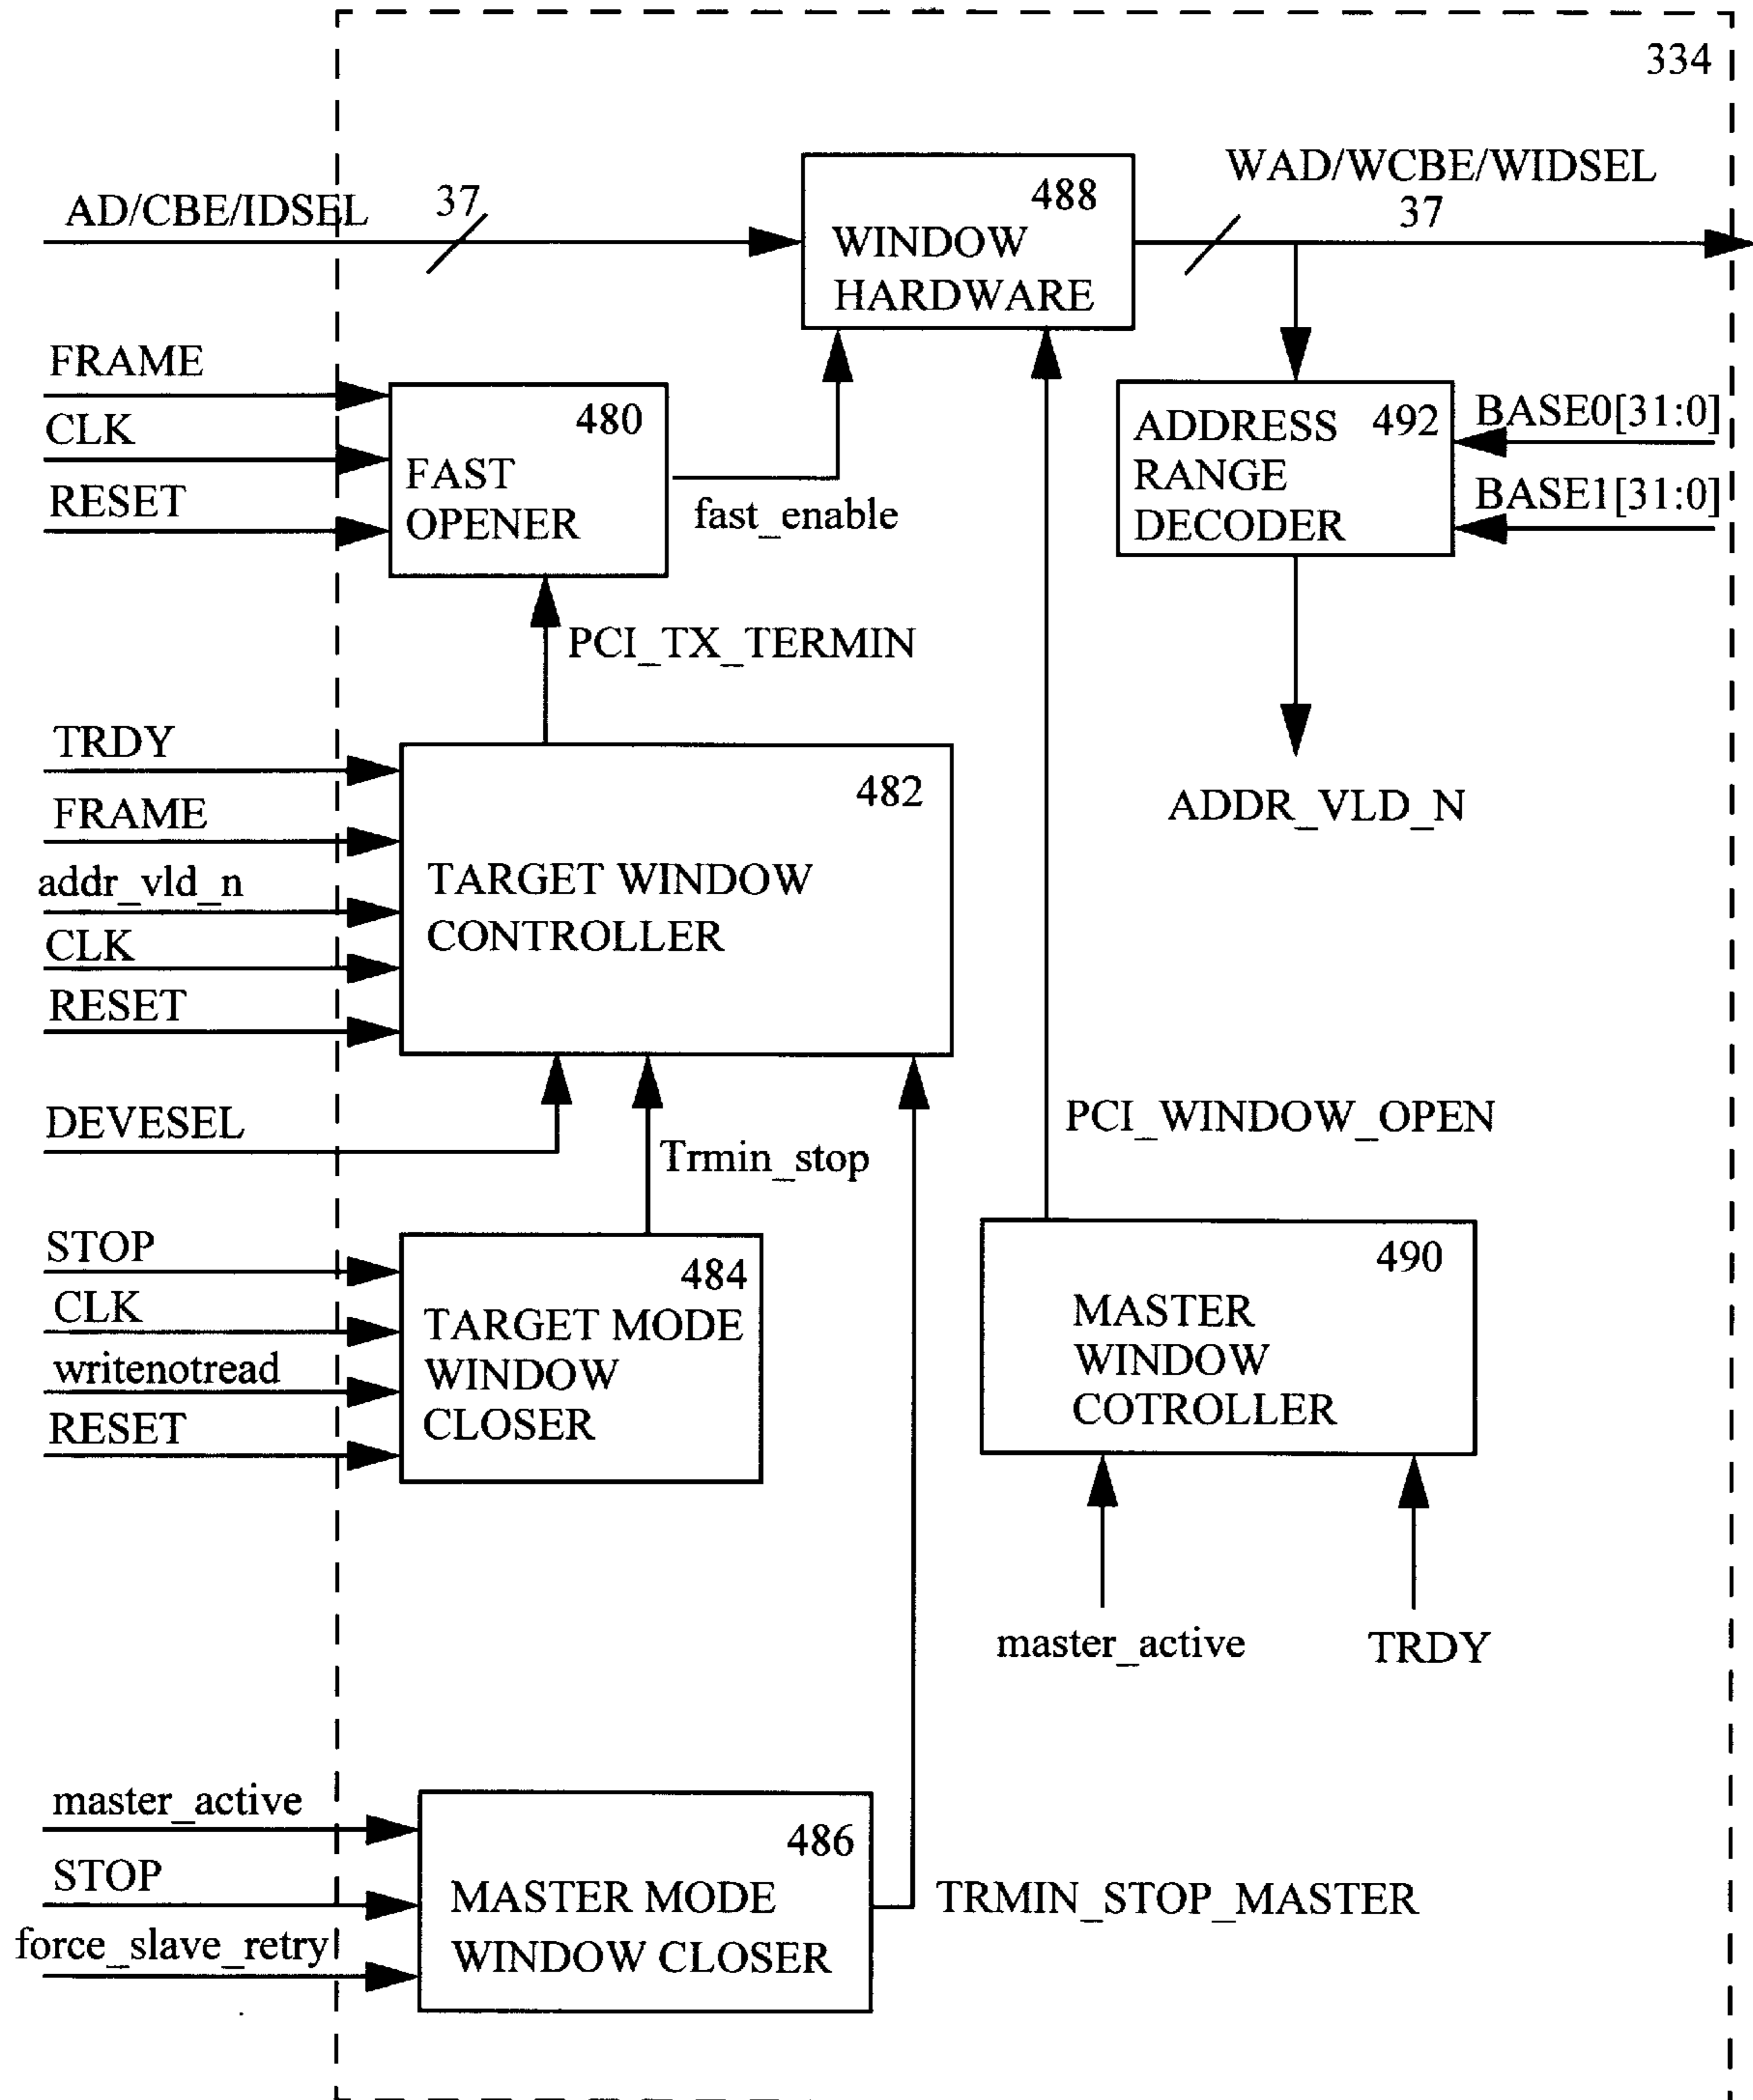 334
WAD/WCBE/WIDSEL
37
AD/CBE/IDSEL
37
488
WINDOW
HARDWARE
FRAME
CLK
RESET
480
FAST
OPENER
fast_enable
ADDRESS 492
RANGE
DECODER
BASE0[31:0]
BASE1[31:0]
PCI_TX_TERMIN
ADDR_VLD_N
TRDY
FRAME
addr_vld_n
CLK
RESET
482
TARGET WINDOW
CONTROLLER
DEVESEL
Trmin_stop
PCI_WINDOW_OPEN
STOP
CLK
writenotread
RESET
484
TARGET MODE
WINDOW
CLOSER
490
MASTER
WINDOW
COTROLLER
master_active
TRDY
master_active
STOP
force_slave_retry
486
MASTER MODE
WINDOW CLOSER
TRMIN_STOP_MASTER